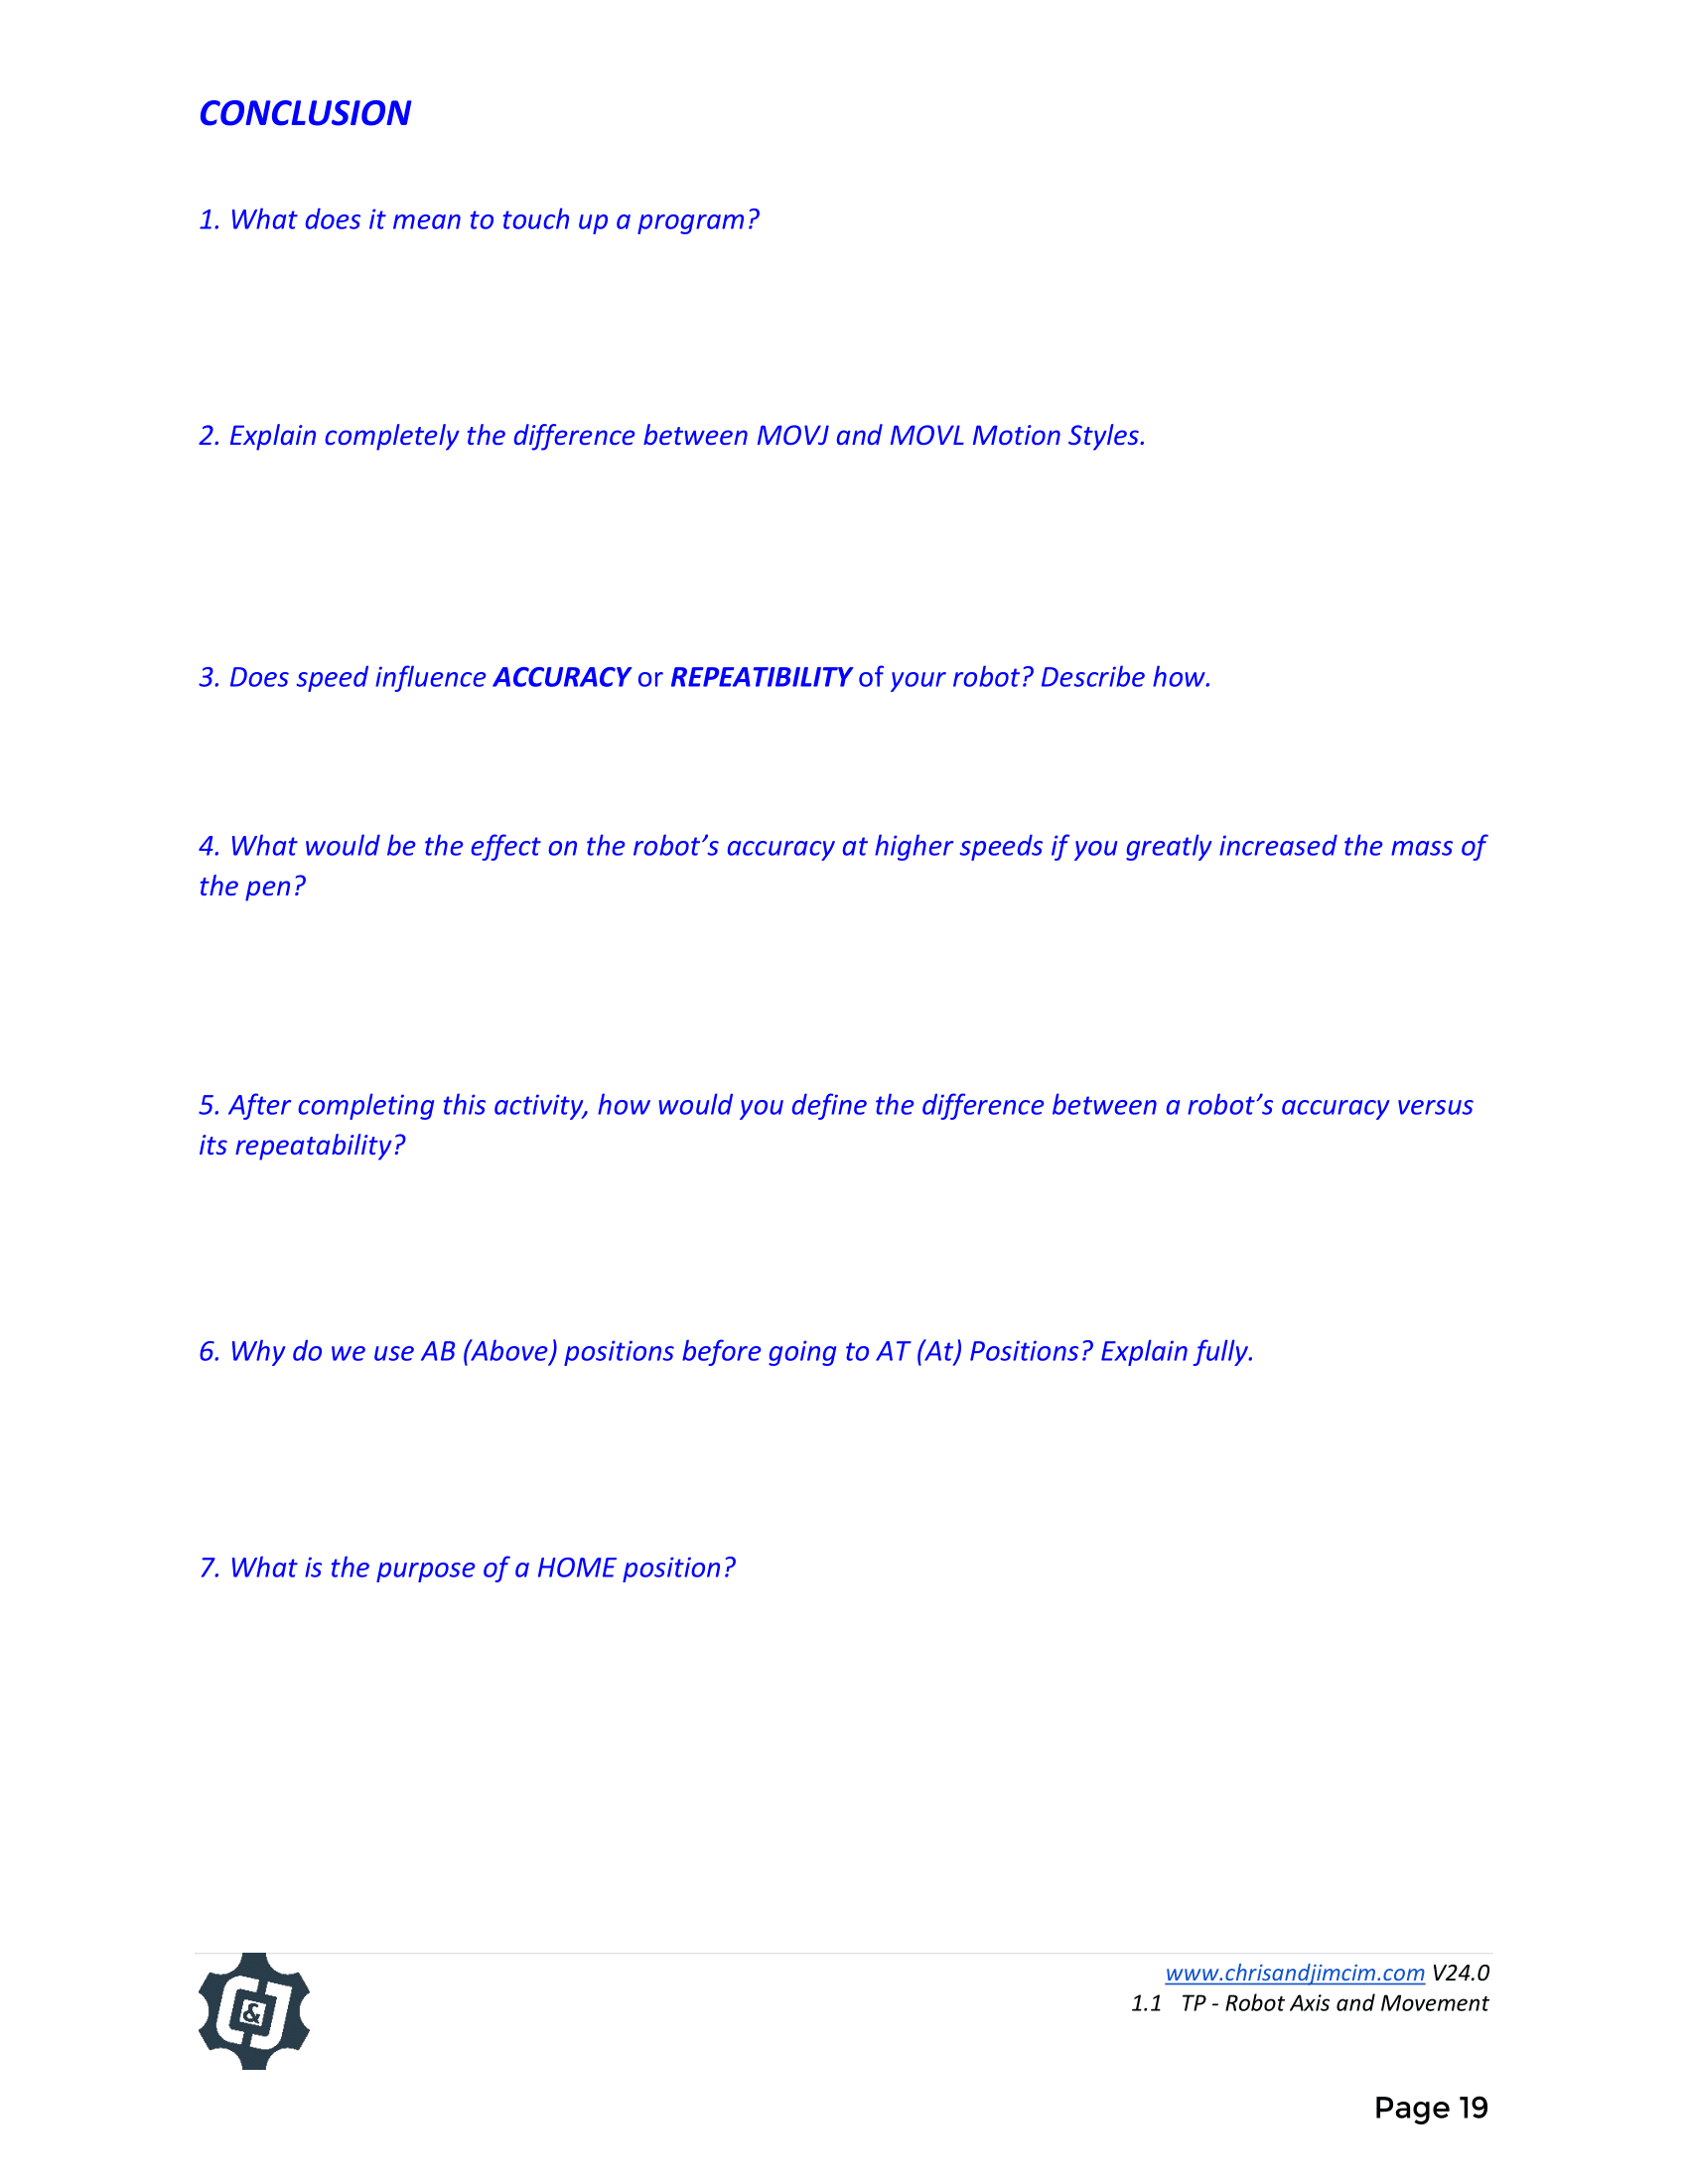 CONCLUSION
1. What does it mean to touch up a program?
2. Explain completely the difference between MOVJ and MOVL Motion Styles.
3. Does speed influence ACCURACY or REPEATIBILITY of your robot? Describe how.
4. What would be the effect on the robot’s accuracy at higher speeds if you greatly increased the mass of
the pen?
5. After completing this activity, how would you define the difference between a robot’s accuracy versus
its repeatability?
6. Why do we use AB (Above) positions before going to AT (At) Positions? Explain fully.
7. What is the purpose of a HOME position?
C&J
www.chrisandjimcim.com V24.0
1.1 TP - Robot Axis and Movement
Page 19